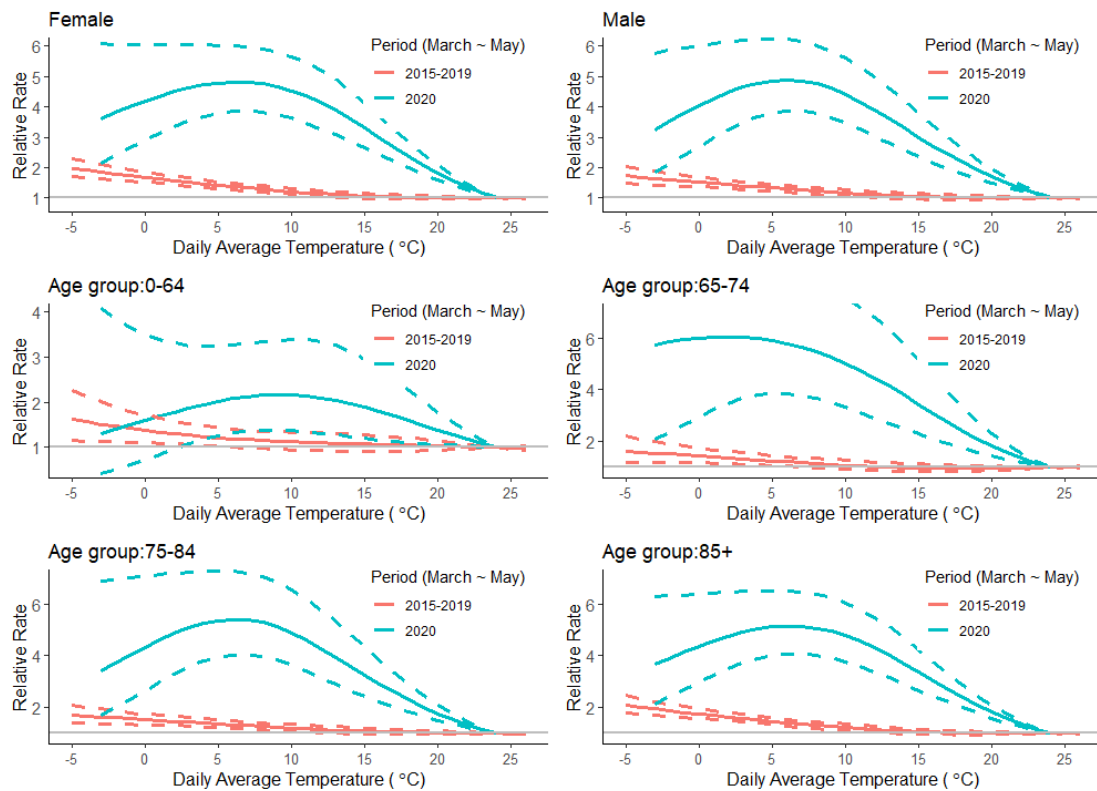 Female
Relative Rate
6
5
4
3
2
1
Period (March ~ May)
2015-2019
2020
-5 0 5 10 15 20 25
Daily Average Temperature ( °C)
Male
Relative Rate
6
5
4
3
2
1
Period (March ~ May)
2015-2019
2020
-5 0 5 10 15 20 25
Daily Average Temperature ( °C)
Age group:0-64
Relative Rate
4
3
2
1
Period (March ~ May)
2015-2019
2020
-5 0 5 10 15 20 25
Daily Average Temperature ( °C)
Age group:65-74
Relative Rate
6
4
2
Period (March ~ May)
2015-2019
2020
-5 0 5 10 15 20 25
Daily Average Temperature ( °C)
Age group:75-84
Relative Rate
6
4
2
Period (March ~ May)
2015-2019
2020
-5 0 5 10 15 20 25
Daily Average Temperature ( °C)
Age group:85+
Relative Rate
6
4
2
Period (March ~ May)
2015-2019
2020
-5 0 5 10 15 20 25
Daily Average Temperature ( °C)